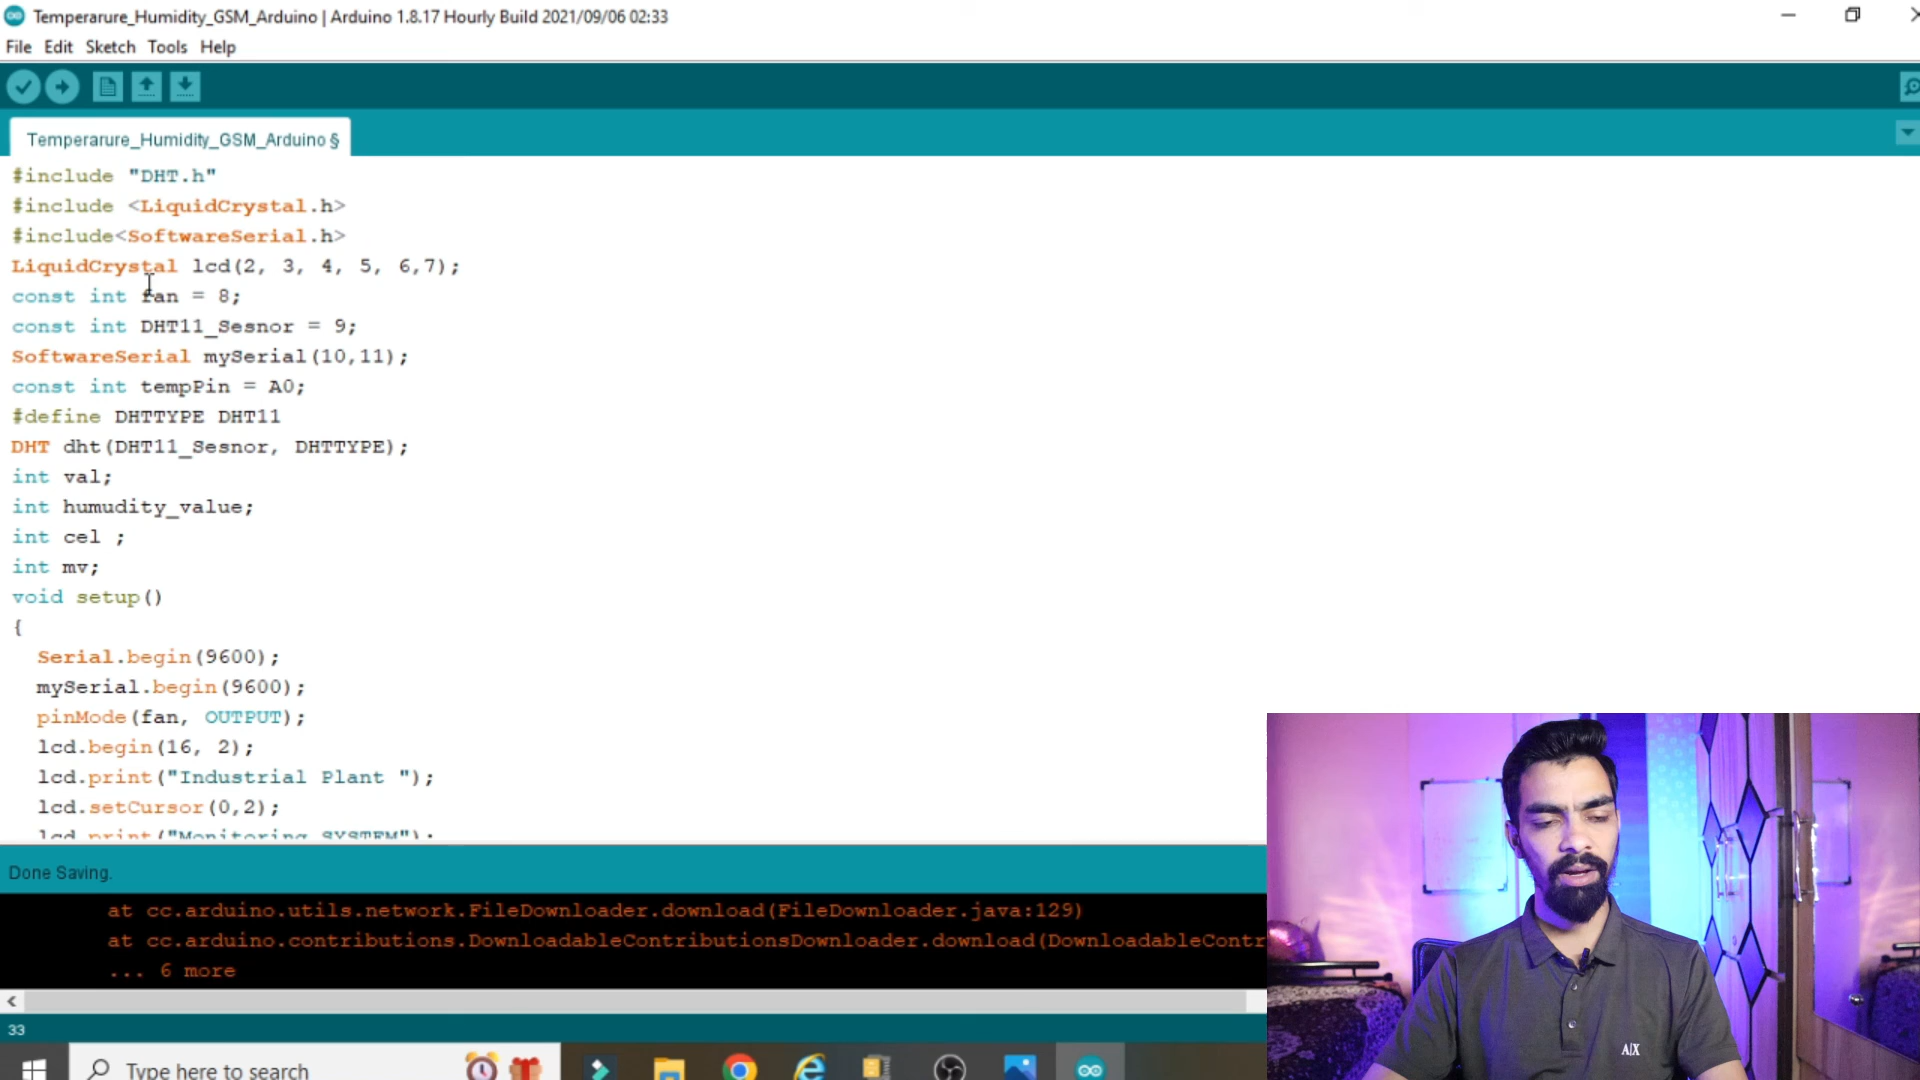 Temperarure_Humidity_GSM_Arduino | Arduino 1.8.17 Hourly Build 2021/09/06 02:33
File Edit Sketch Tools Help
Temperarure_Humidity_GSM_Arduino §
#include "DHT.h"
#include <LiquidCrystal.h>
#include<SoftwareSerial.h>
LiquidCrystal lcd(2, 3, 4, 5, 6,7);
const int fan = 8;
const int DHT11_Sesnor = 9;
SoftwareSerial mySerial(10,11);
const int tempPin = A0;
#define DHTTYPE DHT11
DHT dht(DHT11_Sesnor, DHTTYPE);
int val;
int humudity_value;
int cel ;
int mv;
void setup()
{
Serial.begin(9600);
mySerial.begin(9600);
pinMode(fan, OUTPUT);
lcd.begin(16, 2);
lcd.print("Industrial Plant ");
lcd.setCursor(0,2);
lcd.print("Monitoring SYSTEM");
Done Saving.
at cc.arduino.utils.network.FileDownloader.download(FileDownloader.java:129)
at cc.arduino.contributions.DownloadableContributionsDownloader.download(DownloadableContr
... 6 more
33
Type here to search
A|X